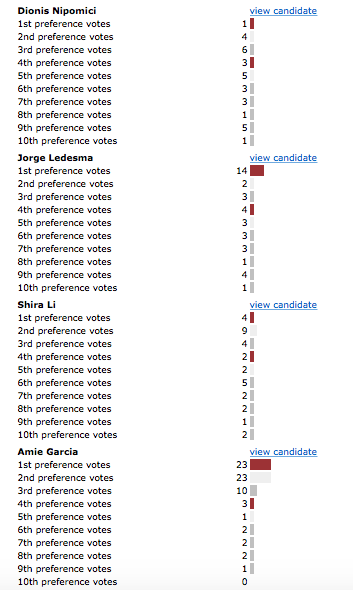 Dionis Nipomici view candidate
1st preference votes 1
2nd preference votes 4
3rd preference votes 6
4th preference votes 3
5th preference votes 5
6th preference votes 3
7th preference votes 3
8th preference votes 1
9th preference votes 5
10th preference votes 1
Jorge Ledesma view candidate
1st preference votes 14
2nd preference votes 2
3rd preference votes 3
4th preference votes 4
5th preference votes 3
6th preference votes 3
7th preference votes 3
8th preference votes 1
9th preference votes 4
10th preference votes 1
Shira Li view candidate
1st preference votes 4
2nd preference votes 9
3rd preference votes 4
4th preference votes 2
5th preference votes 2
6th preference votes 5
7th preference votes 2
8th preference votes 2
9th preference votes 1
10th preference votes 2
Amie Garcia view candidate
1st preference votes 23
2nd preference votes 23
3rd preference votes 10
4th preference votes 3
5th preference votes 1
6th preference votes 2
7th preference votes 2
8th preference votes 2
9th preference votes 1
10th preference votes 0